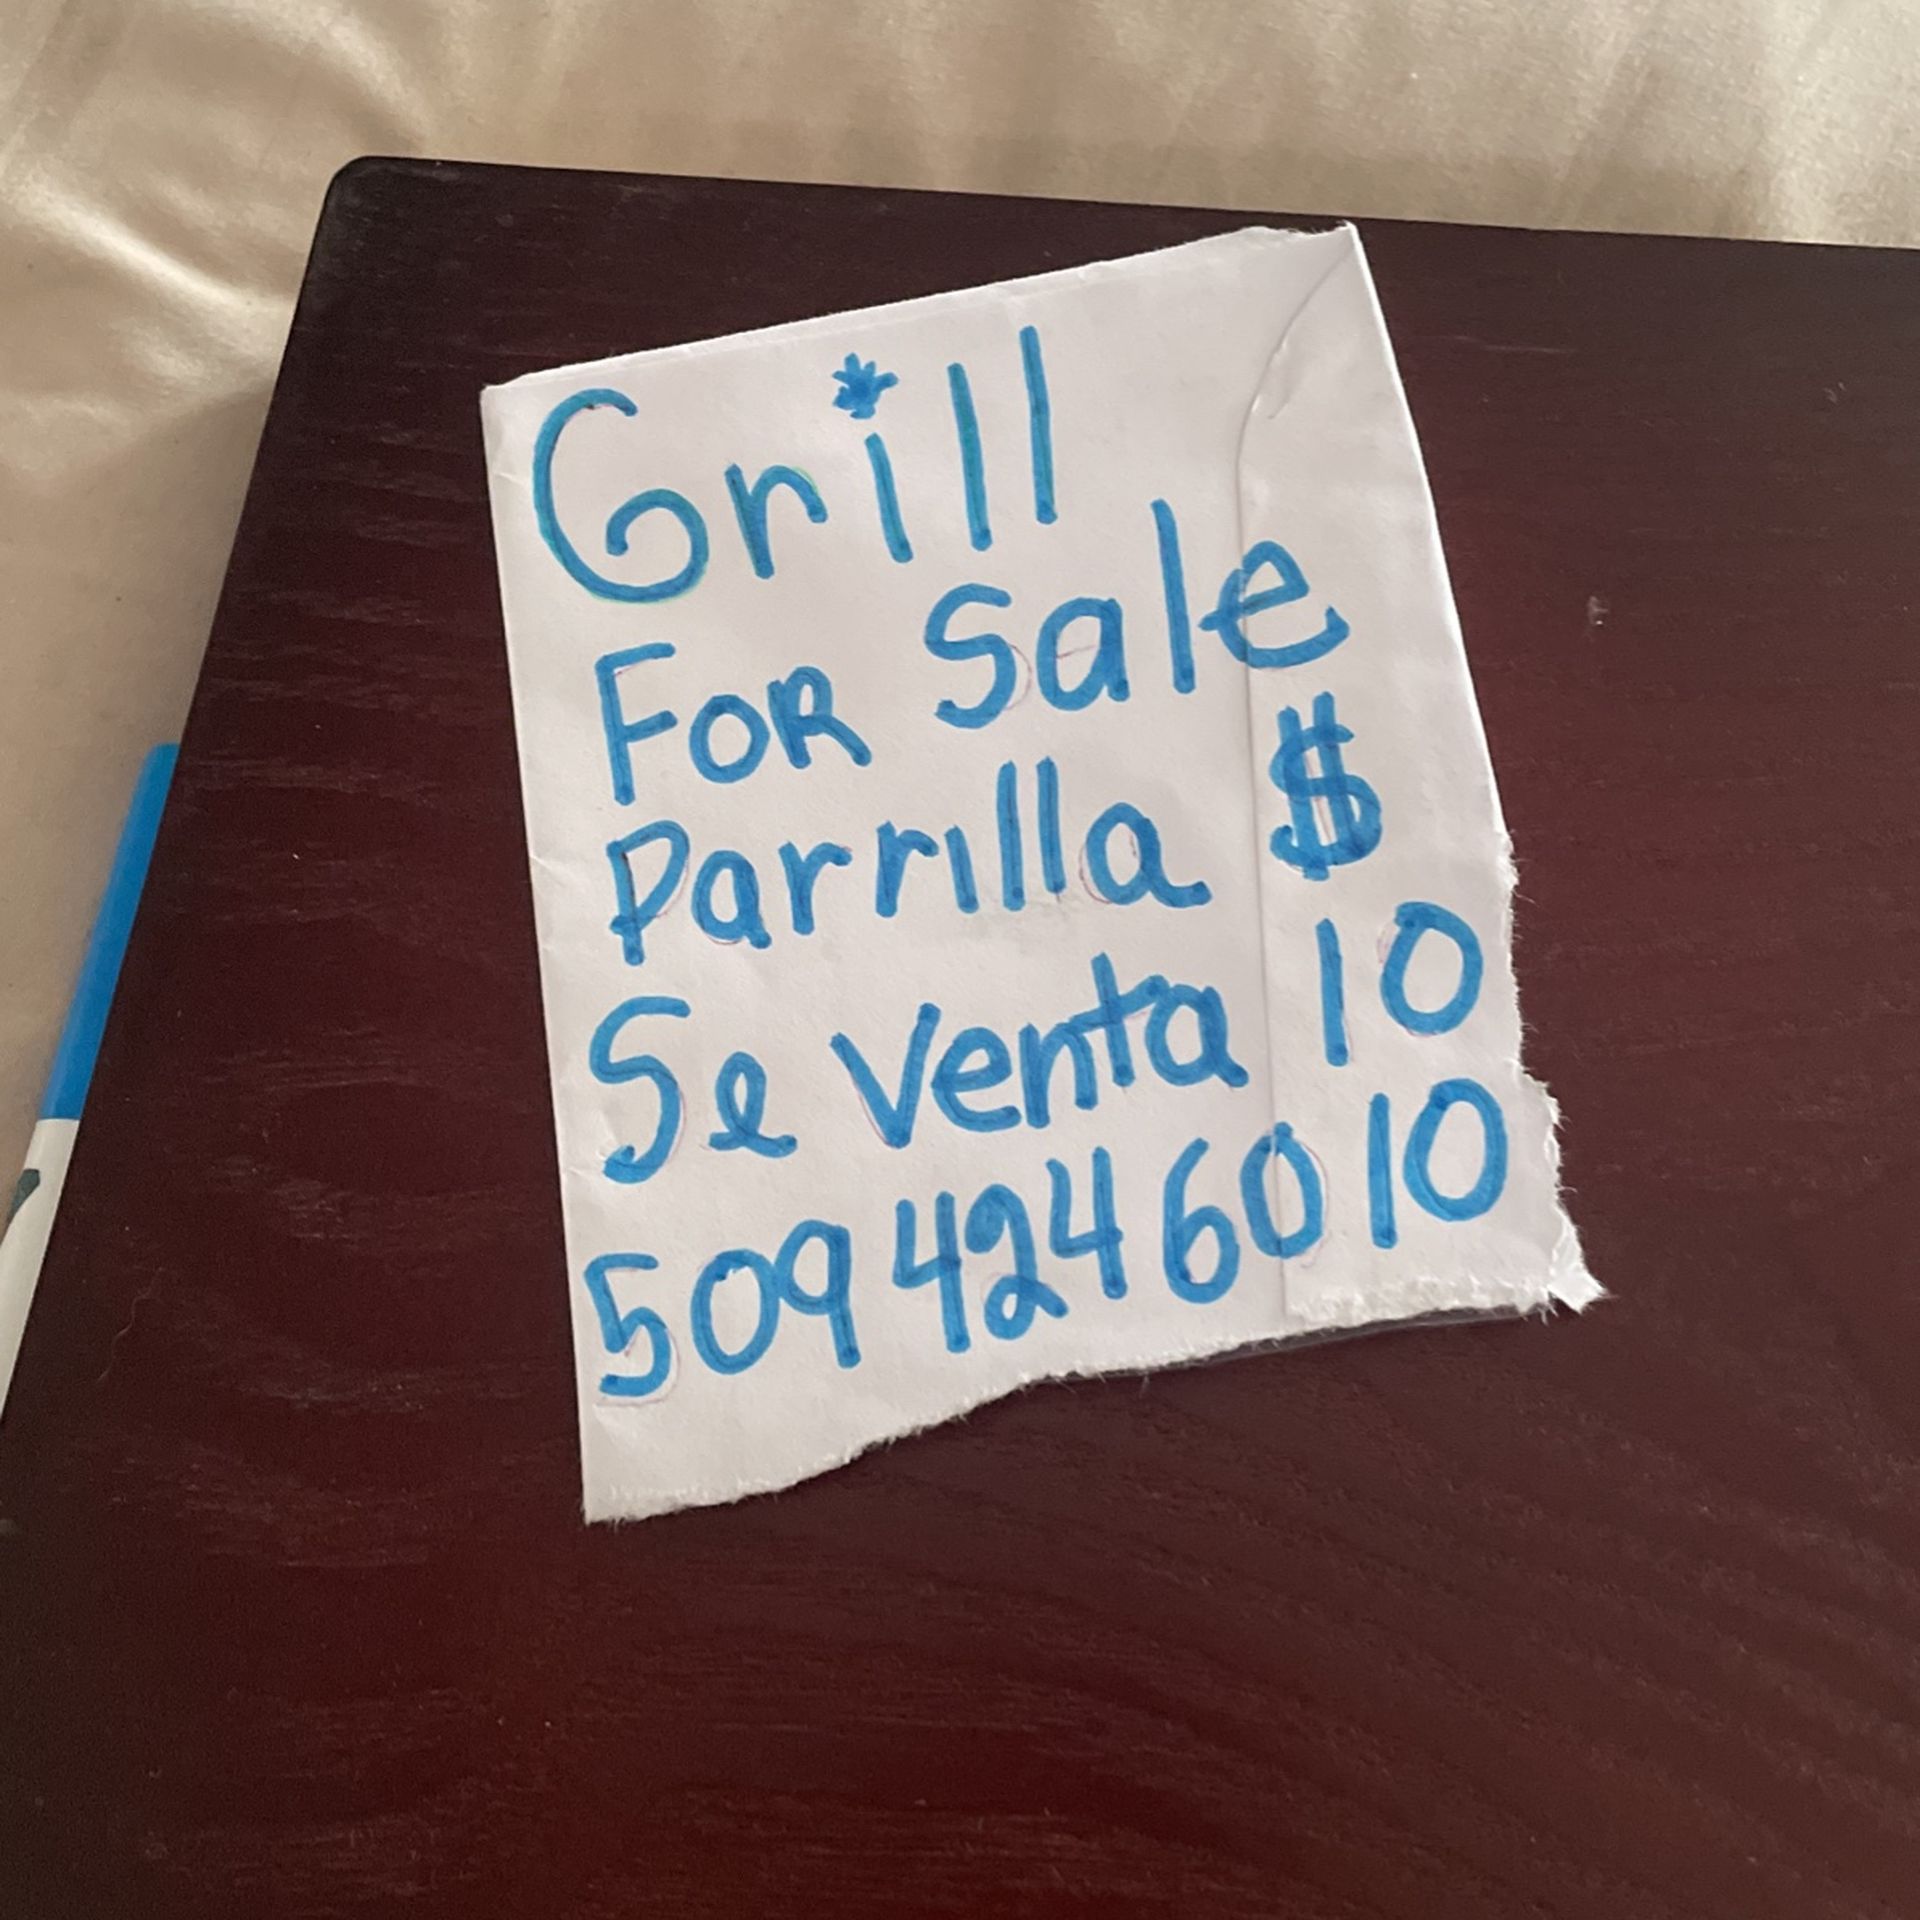 Grill
FOR Sale
Parrilla $
Se Venta 10
509 424 6010